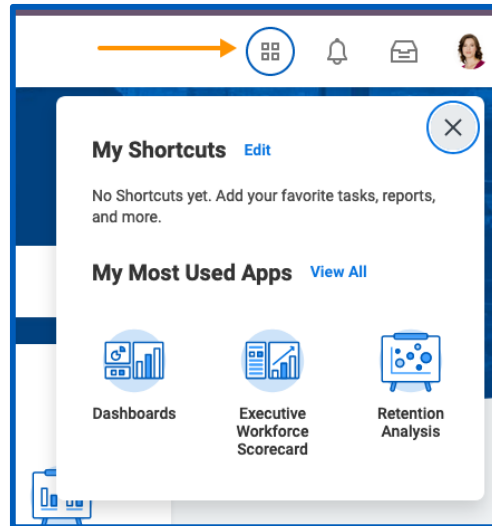 My Shortcuts Edit
No Shortcuts yet. Add your favorite tasks, reports,
and more.
My Most Used Apps View All
Dashboards
Executive
Workforce
Scorecard
Retention
Analysis